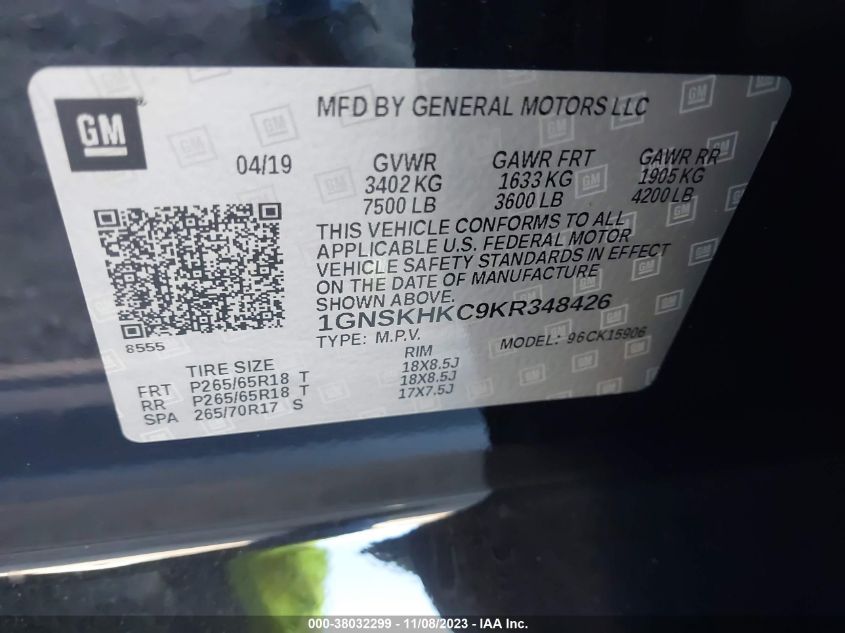 GM
MFD BY GENERAL MOTORS LLC
04/19
GVWR
3402 KG
7500 LB
GAWR FRT
1633 KG
3600 LB
GAWR RR
1905 KG
4200 LB
THIS VEHICLE CONFORMS TO ALL
APPLICABLE U.S. FEDERAL MOTOR
VEHICLE SAFETY STANDARDS IN EFFECT
ON THE DATE OF MANUFACTURE
SHOWN ABOVE.
1GNSKHKC9KR348426
TYPE: M.P.V.
MODEL: 96CK15906
8555
TIRE SIZE RIM
FRT P265/65R18 T 18X8.5J
RR P265/65R18 T 18X8.5J
SPA 265/70R17 S 17X7.5J
000-38032299 - 11/08/2023 - IAA Inc.